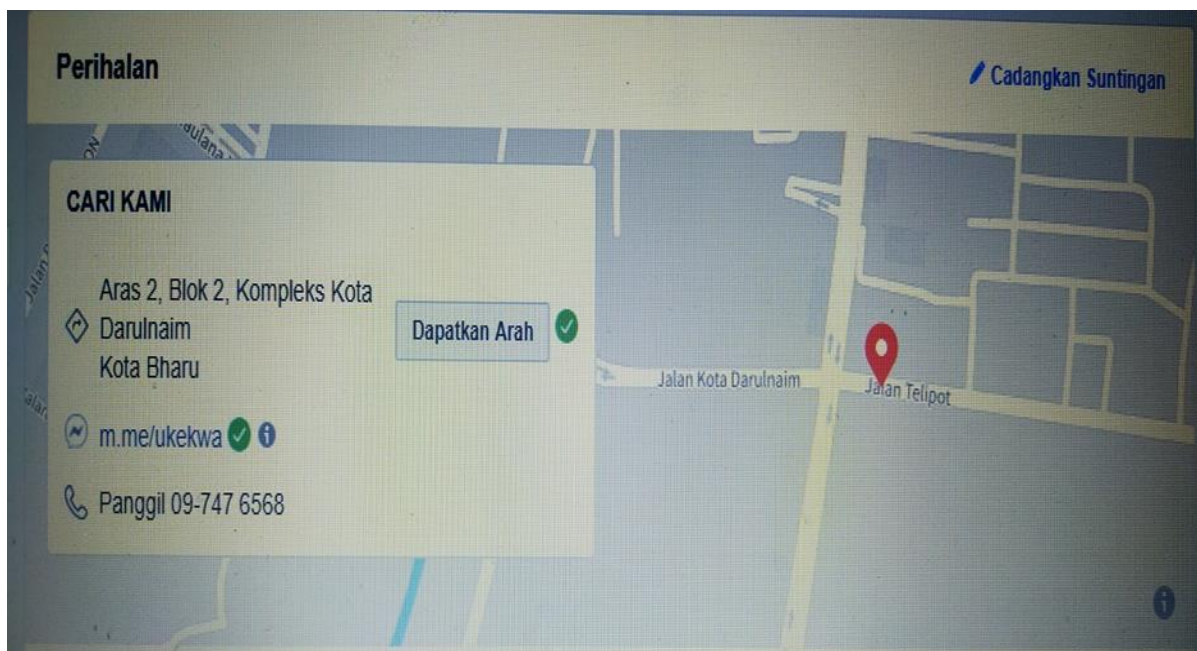 Perihalan
Cadangkan Suntingan
CARI KAMI
Aras 2, Blok 2, Kompleks Kota
Darulnaim
Kota Bharu
Dapatkan Arah
m.me/ukekwa
Panggil 09-747 6568
Jalan Kota Darulnaim
Jalan Telipot
Jalan